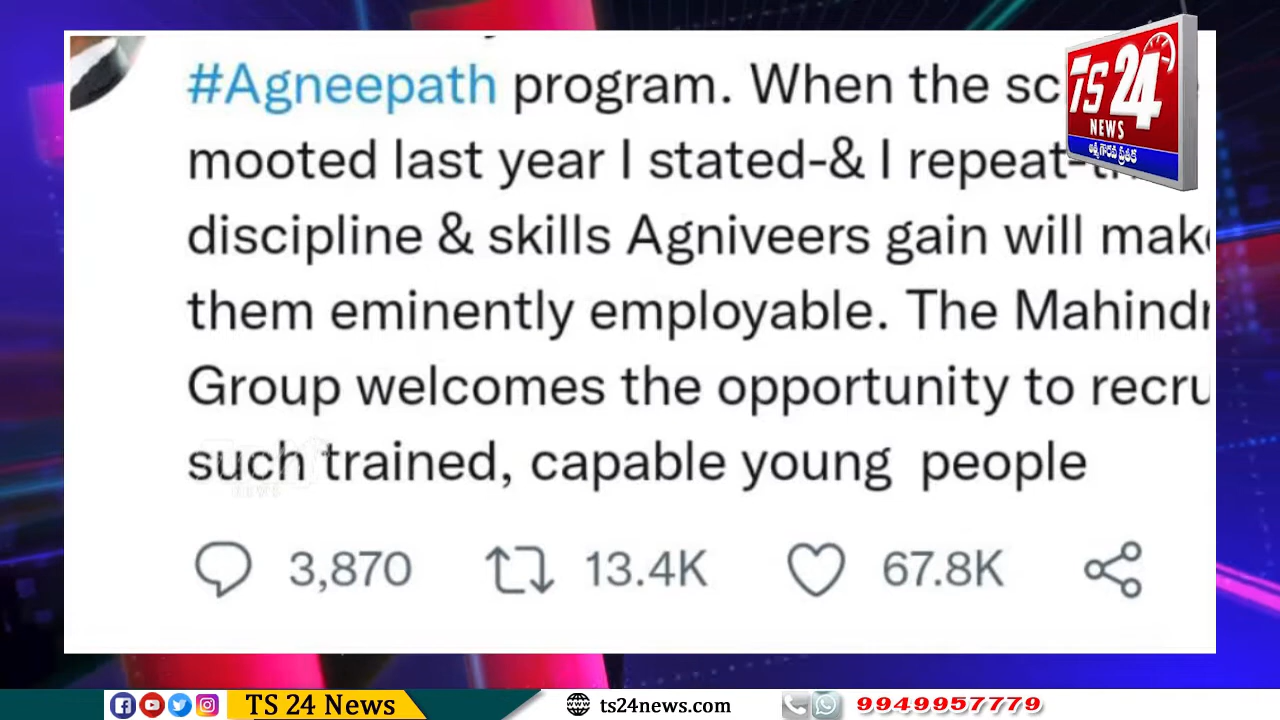 #Agneepath program. When the sc
mooted last year I stated-& I repeat-
discipline & skills Agniveers gain will make
them eminently employable. The Mahindr
Group welcomes the opportunity to recru
such trained, capable young people
3,870 13.4K 67.8K
TS 24
NEWS
TS 24 News ts24news.com 9949957779